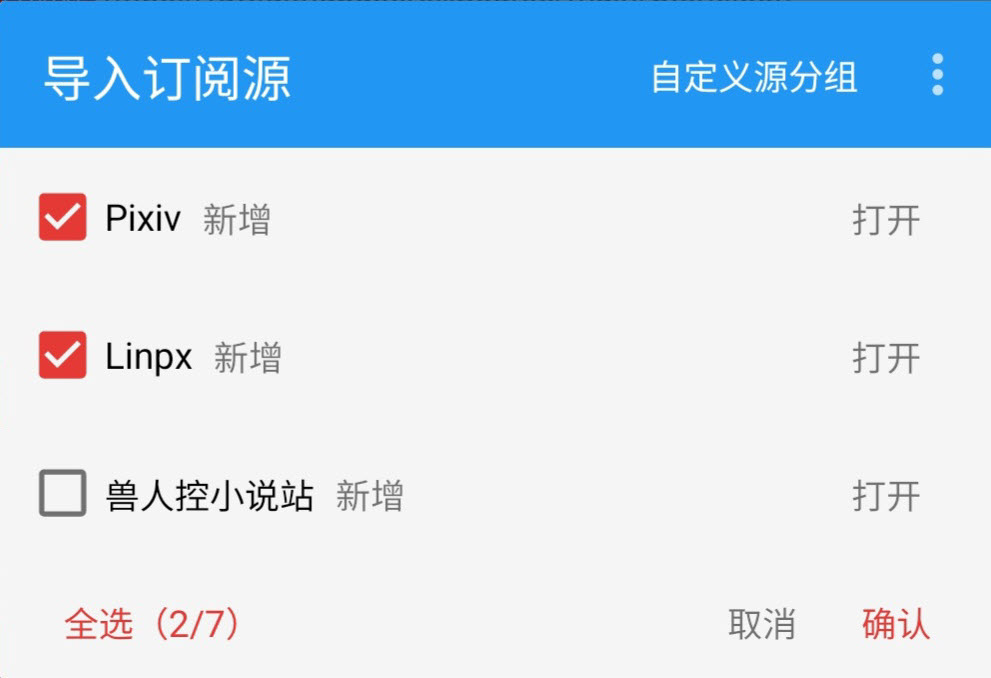 导入订阅源 自定义源分组
Pixiv 新增 打开
Linpx 新增 打开
兽人控小说站 新增 打开
全选（2/7） 取消 确认